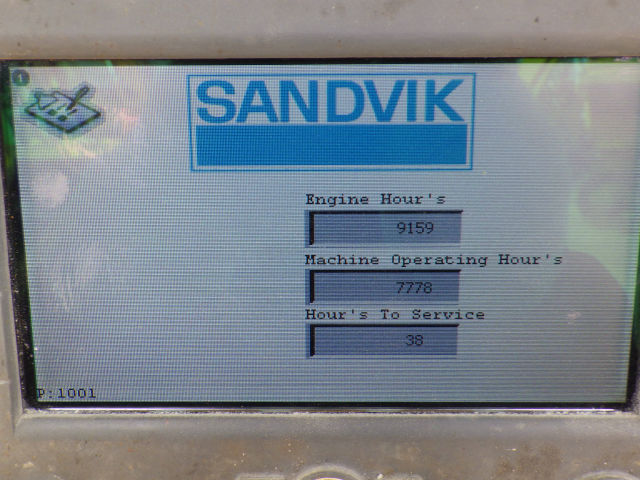 SANDVIK
Engine Hour's
9159
Machine Operating Hour's
7778
Hour's To Service
38
P:1001